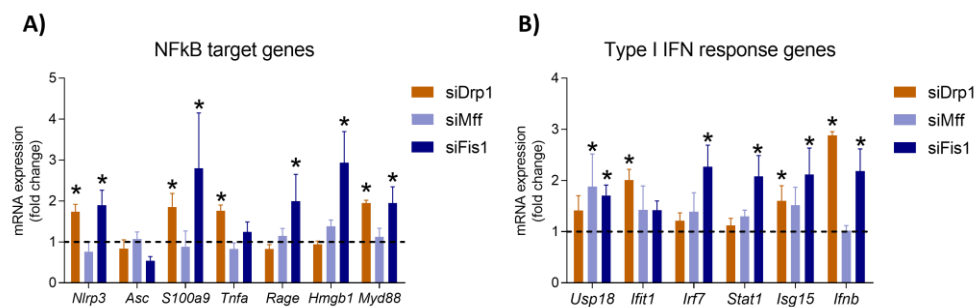 A)
NFkB target genes
mRNA expression
(fold change)
5
4
3
2
1
0
* * * * * * * * *
Nlrp3 Asc S100a9 Tnfa Rage Hmgb1 Myd88
siDrp1
siMff
siFis1
B)
Type I IFN response genes
mRNA expression
(fold change)
4
3
2
1
0
* * * * * * * * *
Usp18 Ifit1 Irf7 Stat1 Isg15 Ifnb
siDrp1
siMff
siFis1